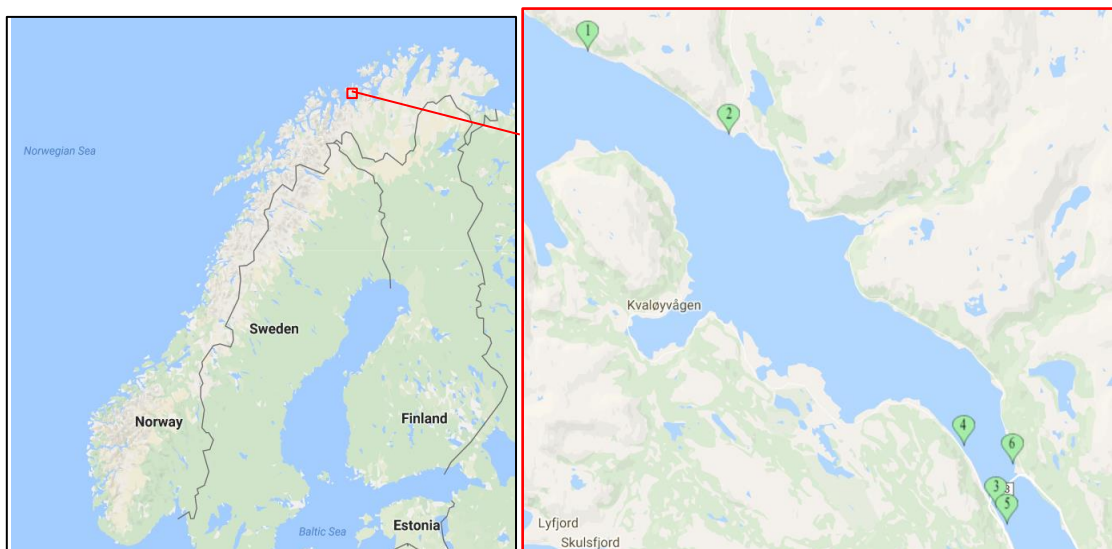 Norwegian Sea
Sweden
Norway
Finland
Baltic Sea
Estonia
1
2
Kvaløyvågen
4
6
3
5
Lyfjord
Skulsfjord